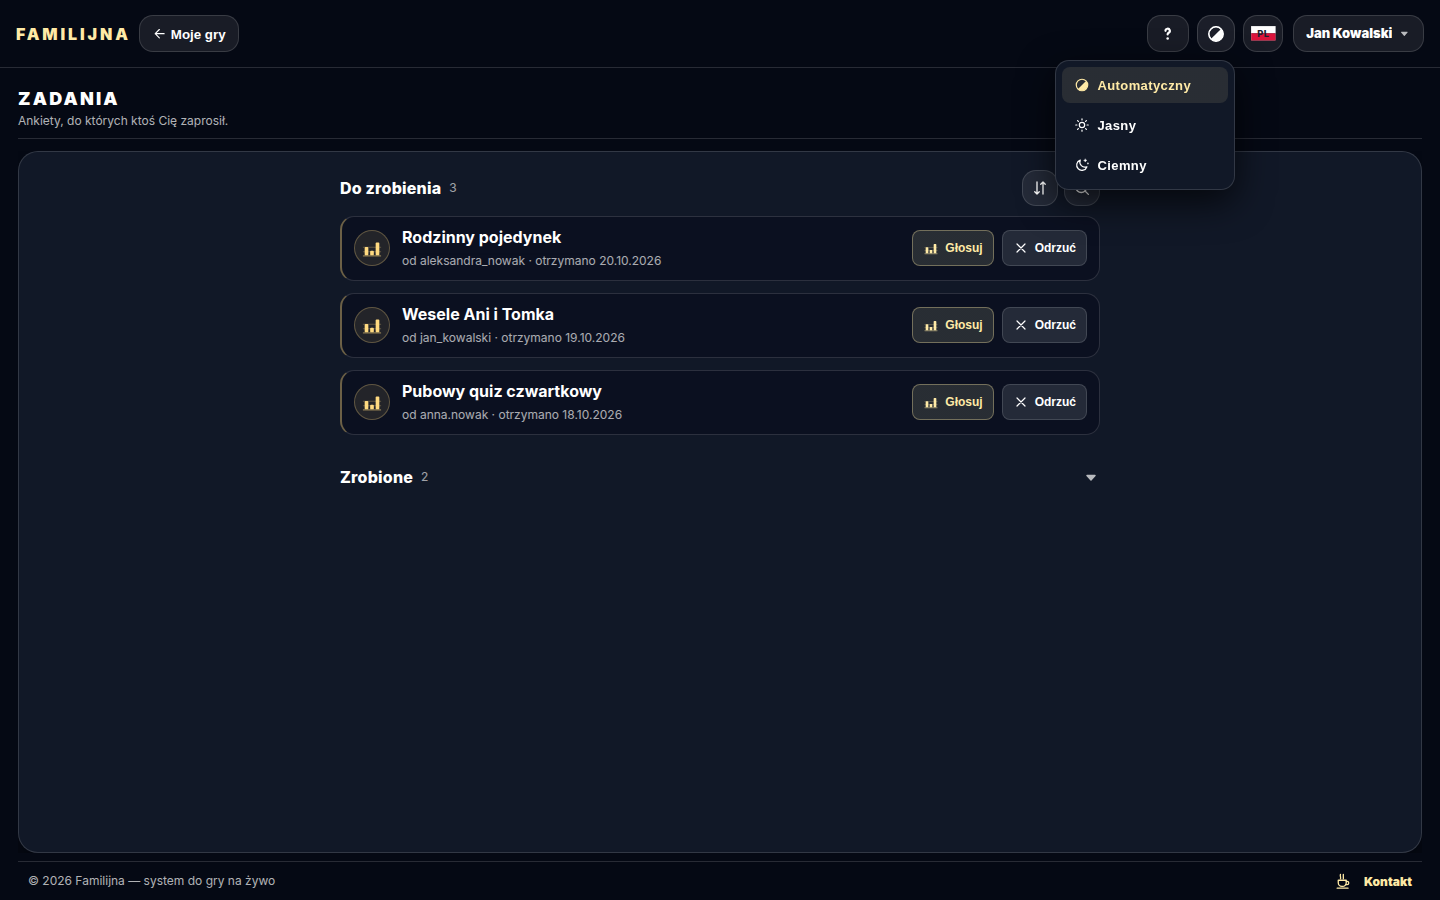 FAMILIJNA
Moje gry
?
PL
Jan Kowalski
Automatyczny
Jasny
Ciemny
ZADANIA
Ankiety, do których ktoś Cię zaprosił.
Do zrobienia 3
Rodzinny pojedynek
od aleksandra_nowak · otrzymano 20.10.2026
Głosuj
Odrzuć
Wesele Ani i Tomka
od jan_kowalski · otrzymano 19.10.2026
Głosuj
Odrzuć
Pubowy quiz czwartkowy
od anna.nowak · otrzymano 18.10.2026
Głosuj
Odrzuć
Zrobione 2
© 2026 Familijna — system do gry na żywo
Kontakt